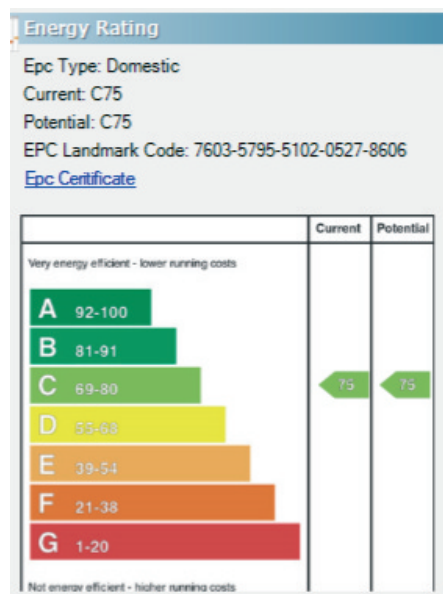 Energy Rating
Epc Type: Domestic
Current: C75
Potential: C75
EPC Landmark Code: 7603-5795-5102-0527-8606
Epc Ceritificate
Current Potential
Very energy efficient - lower running costs
A 92-100
B 81-91
C 69-80 75 75
D 55-68
E 39-54
F 21-38
G 1-20
Not energy efficient - higher running costs